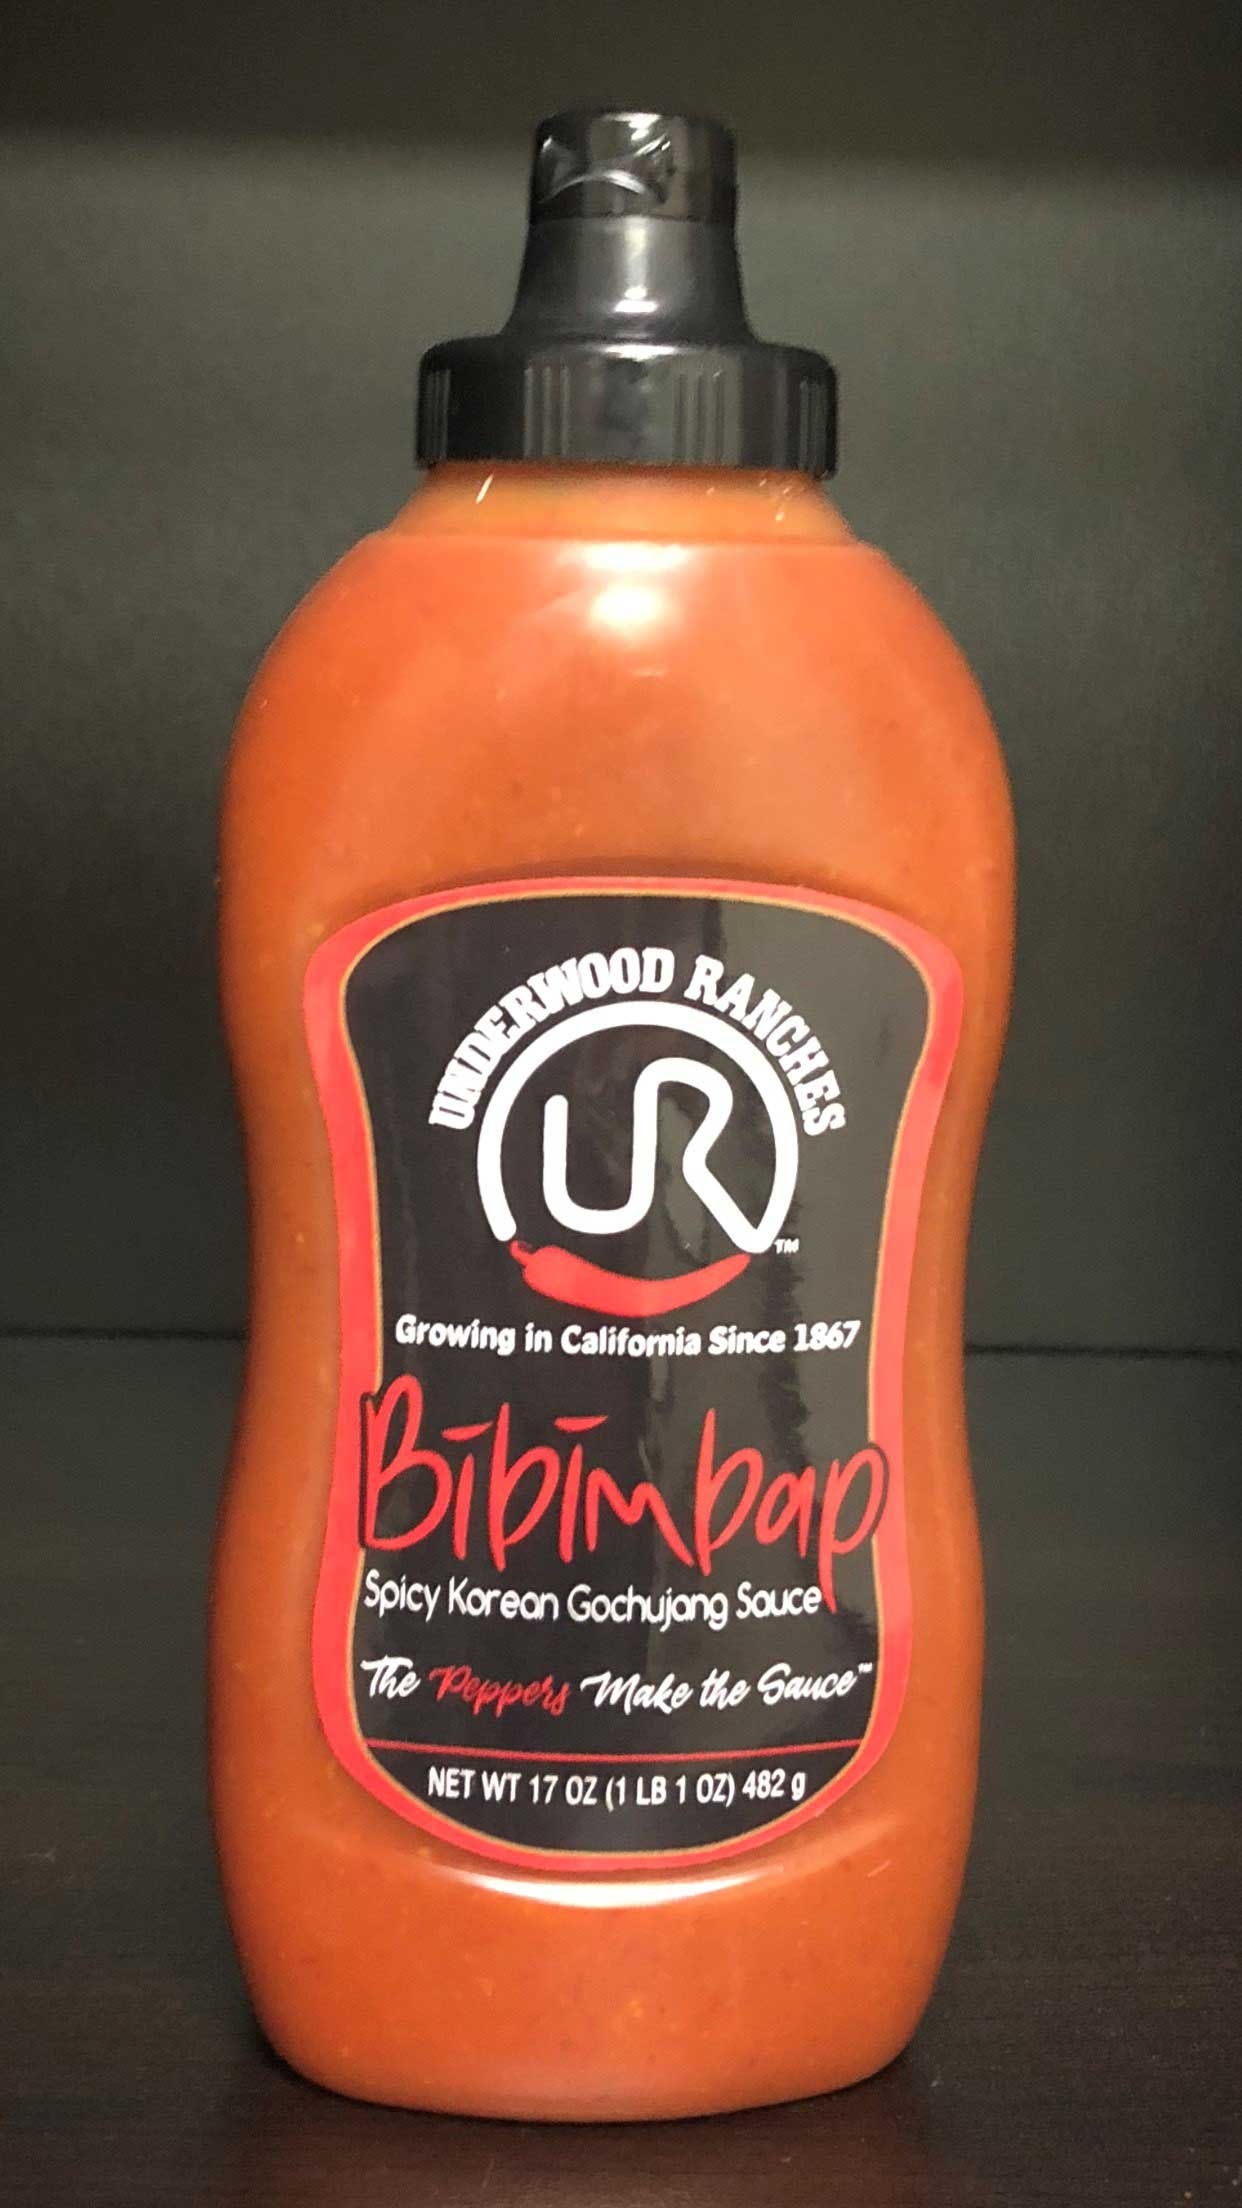 UNDERWOOD RANCHES
UR
TM
Growing in California Since 1867
Bibimbap
Spicy Korean Gochujang Sauce
The Peppers Make the Sauce™
NET WT 17 OZ (1 LB 1 OZ) 482 g